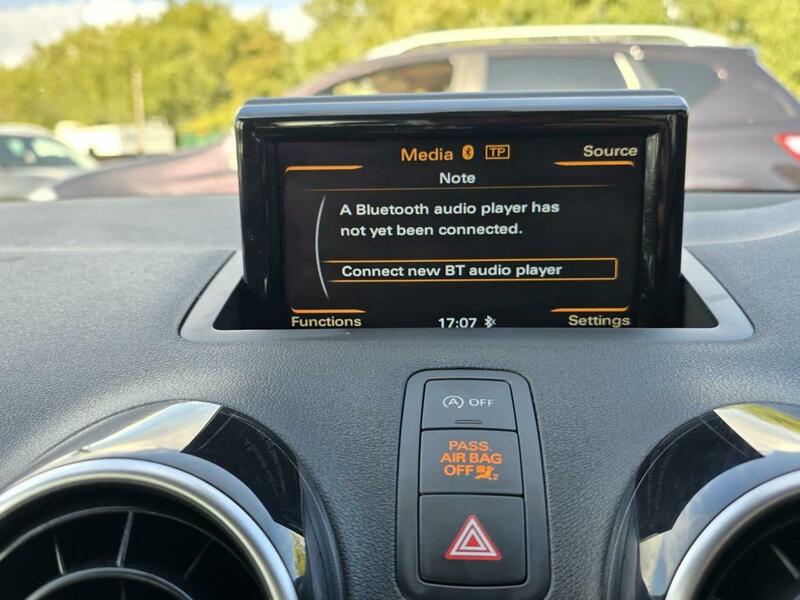 Media TP Source
Note
A Bluetooth audio player has
not yet been connected.
Connect new BT audio player
Functions 17:07 Settings
A OFF
PASS.
AIR BAG
OFF 2